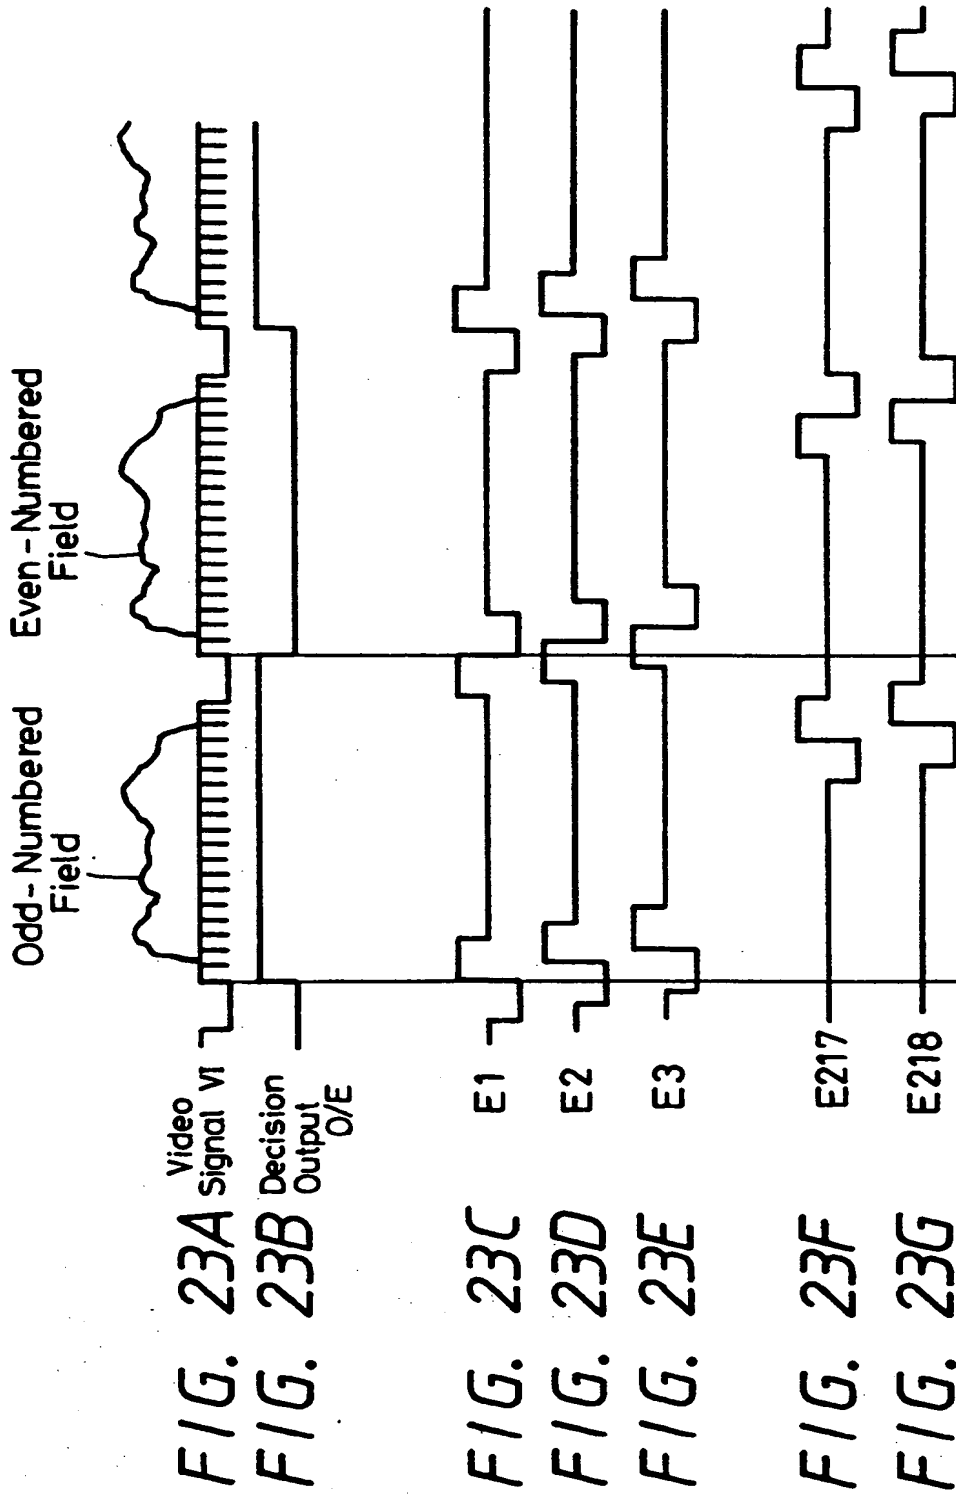 Odd-Numbered
Field
Even-Numbered
Field
FIG. 23A
Video
Signal VI
FIG. 23B
Decision
Output
O/E
FIG. 23C
E1
FIG. 23D
E2
FIG. 23E
E3
FIG. 23F
E217
FIG. 23G
E218